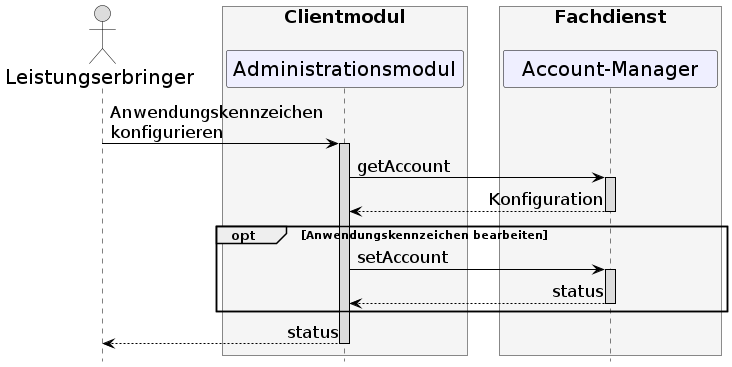 Clientmodul
Fachdienst
Leistungserbringer
Administrationsmodul
Account-Manager
Anwendungskennzeichen
konfigurieren
getAccount
Konfiguration
opt
[Anwendungskennzeichen bearbeiten]
setAccount
status
status